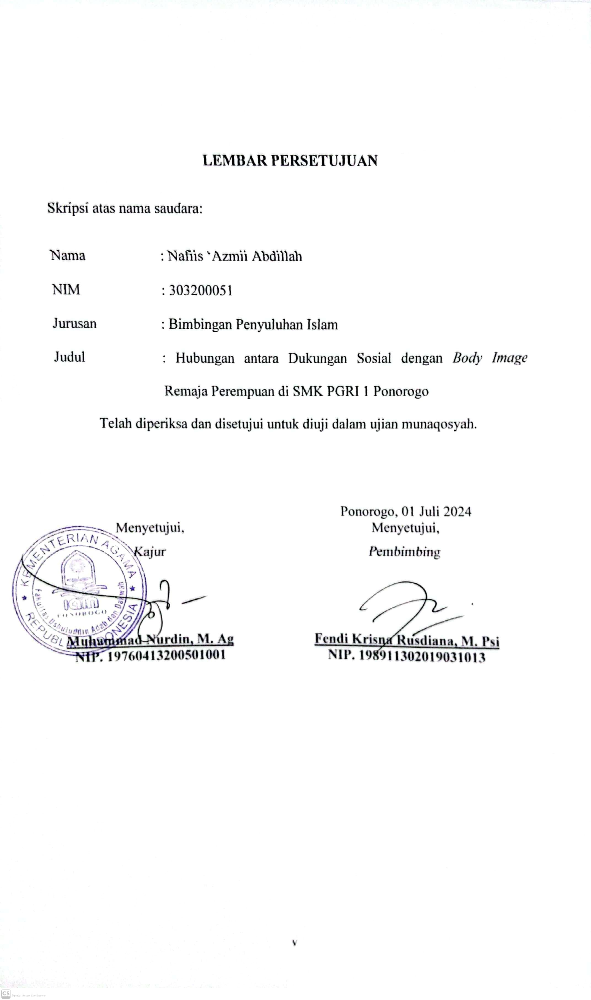 LEMBAR PERSETUJUAN
Skripsi atas nama saudara:
Nama : Nafiis ‘Azmii Abdillah
NIM : 303200051
Jurusan : Bimbingan Penyuluhan Islam
Judul : Hubungan antara Dukungan Sosial dengan Body Image
Remaja Perempuan di SMK PGRI 1 Ponorogo
Telah diperiksa dan disetujui untuk diuji dalam ujian munaqosyah.
Ponorogo, 01 Juli 2024
Menyetujui,
Kajur
Menyetujui,
Pembimbing
KEMENTERIAN AGAMA
iain
PONOROGO
Fakultas Ushuluddin Adab dan Dakwah
Muhammad Nurdin, M. Ag
NIP. 19760413200501001
Fendi Krisna Rusdiana, M. Psi
NIP. 198911302019031013
v
CS
Dipindai dengan CamScanner